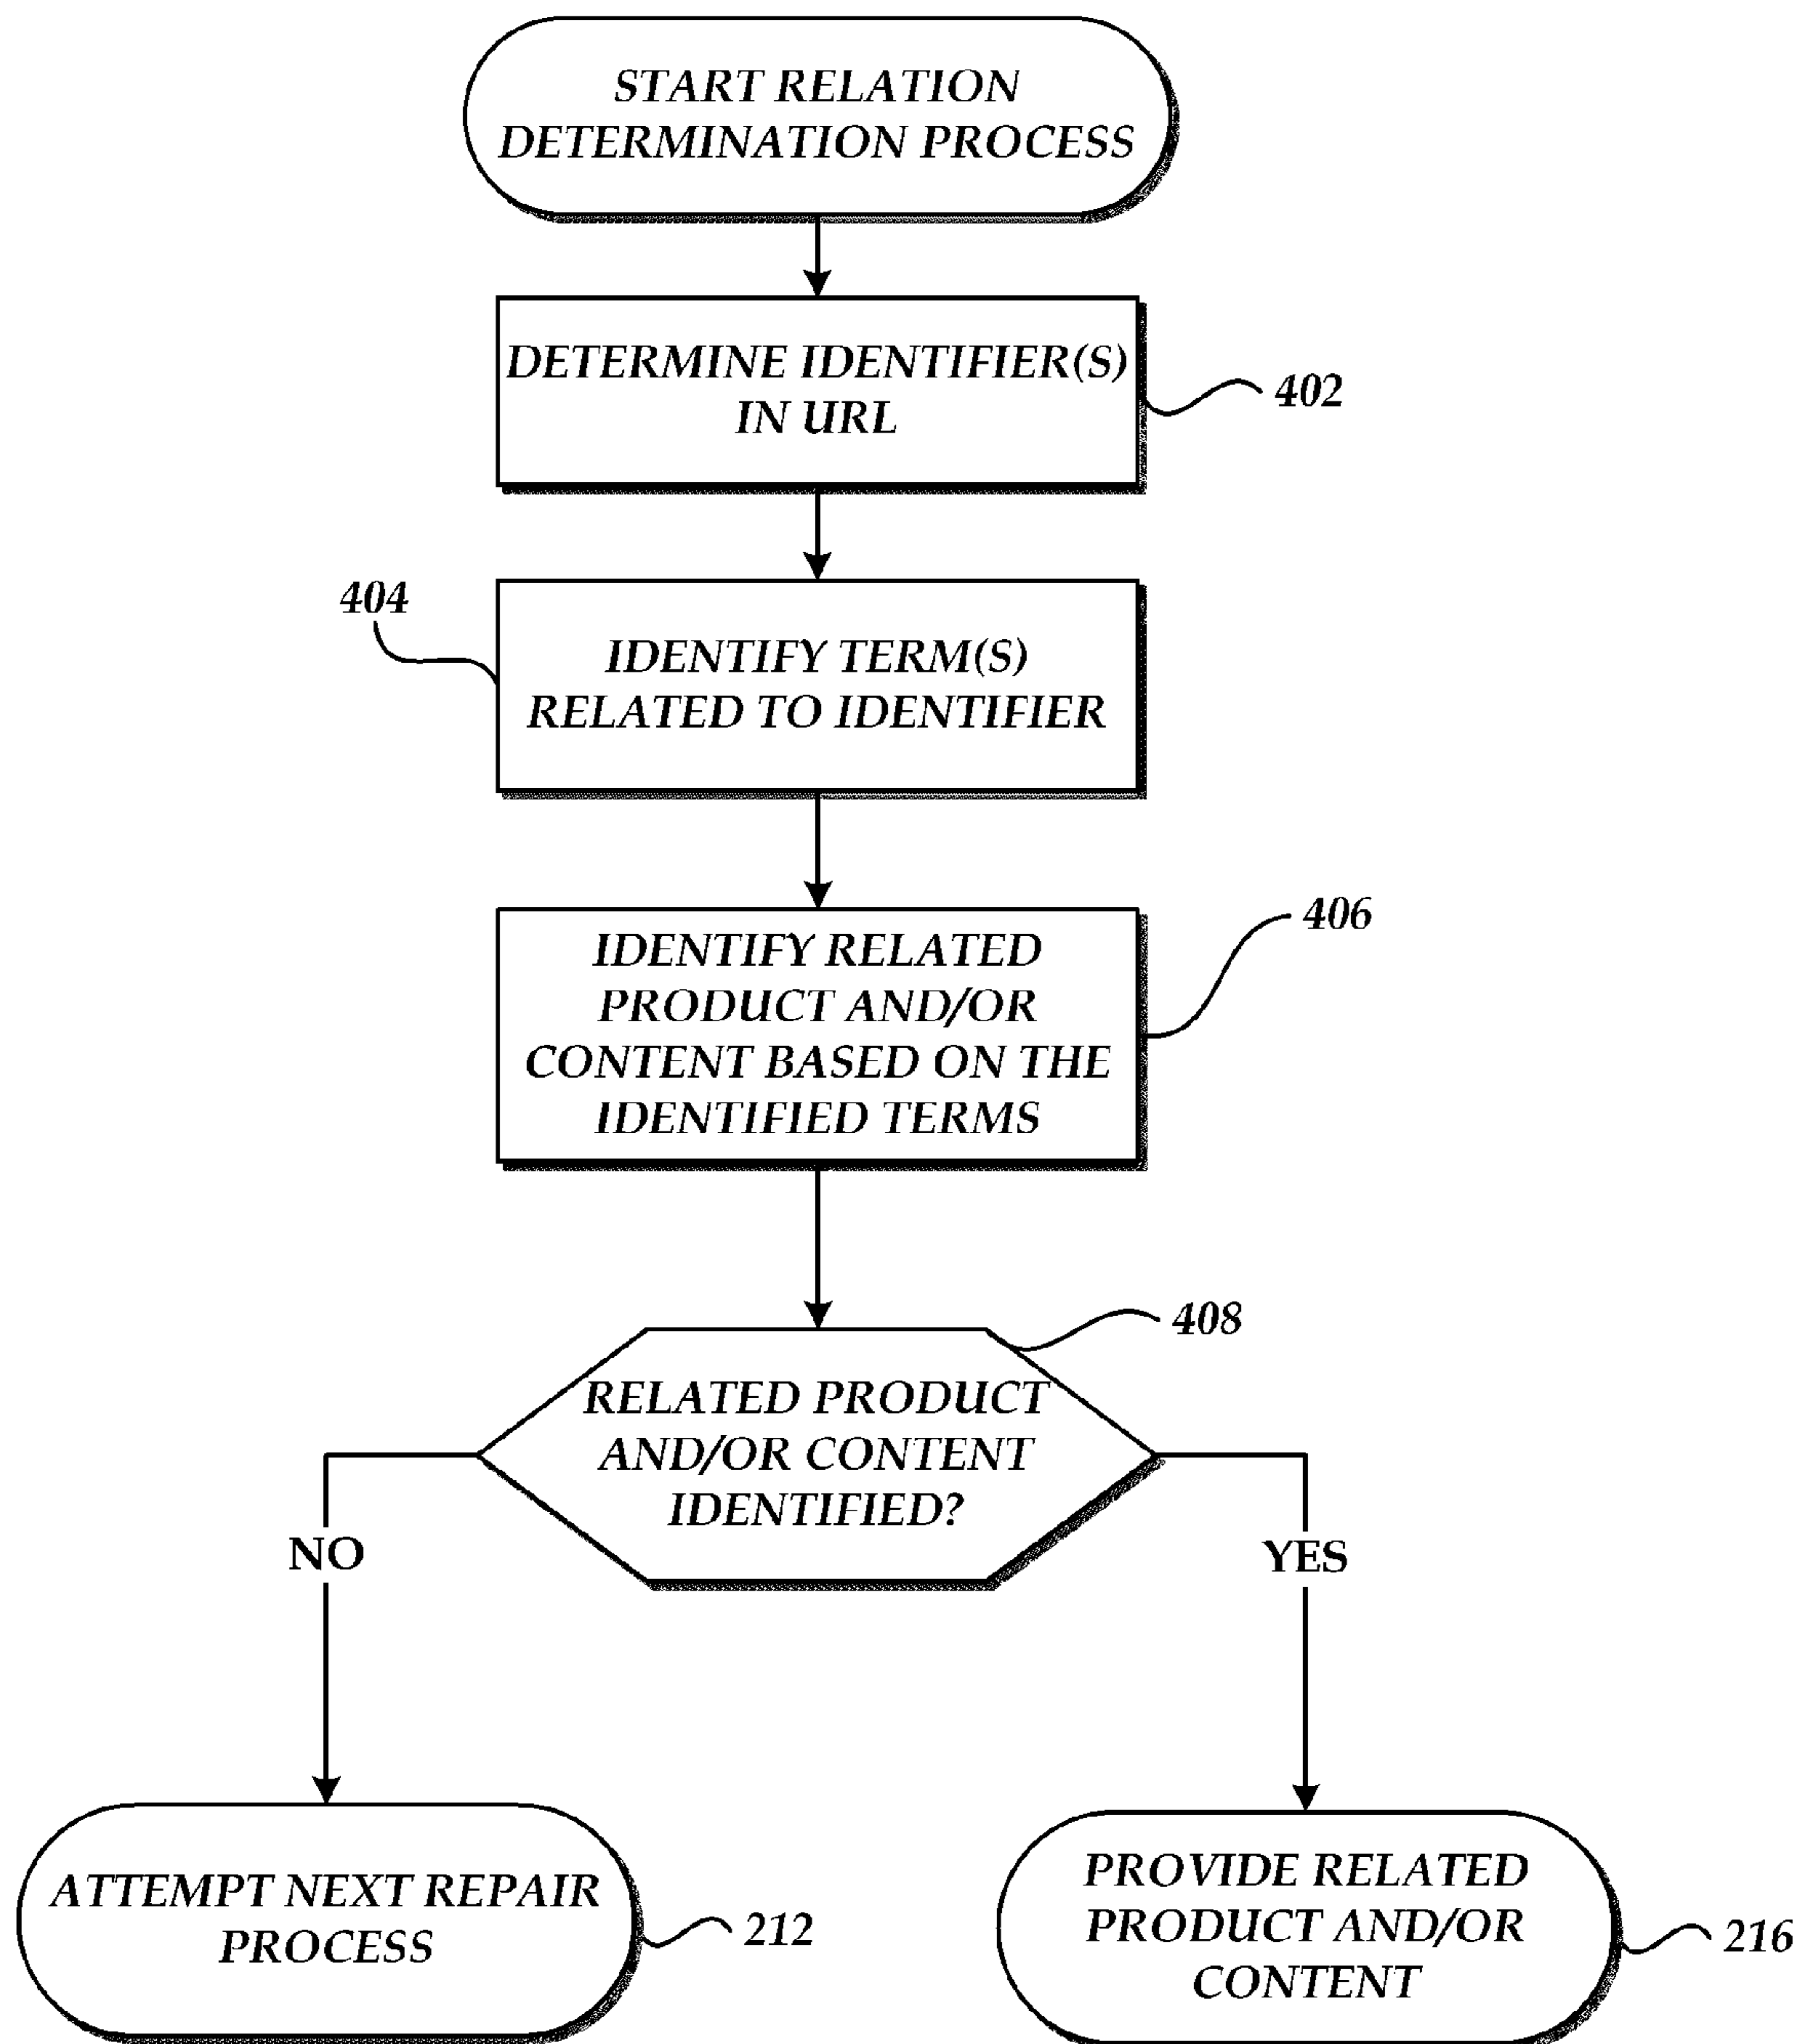 START RELATION
DETERMINATION PROCESS
DETERMINE IDENTIFIER(S)
IN URL
402
404
IDENTIFY TERM(S)
RELATED TO IDENTIFIER
406
IDENTIFY RELATED
PRODUCT AND/OR
CONTENT BASED ON THE
IDENTIFIED TERMS
408
RELATED PRODUCT
AND/OR CONTENT
IDENTIFIED?
NO
YES
ATTEMPT NEXT REPAIR
PROCESS
212
PROVIDE RELATED
PRODUCT AND/OR
CONTENT
216